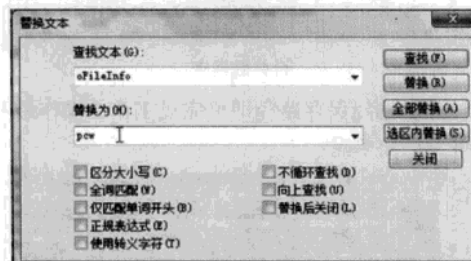 替换文本
查找文本(G):
oFileInfo
替换为(H):
pcw
区分大小写(C)
全词匹配(W)
仅匹配单词开头(B)
正规表达式(E)
使用转义字符(T)
不循环查找(D)
向上查找(U)
替换后关闭(L)
查找(F)
替换(R)
全部替换(A)
选区内替换(S)
关闭